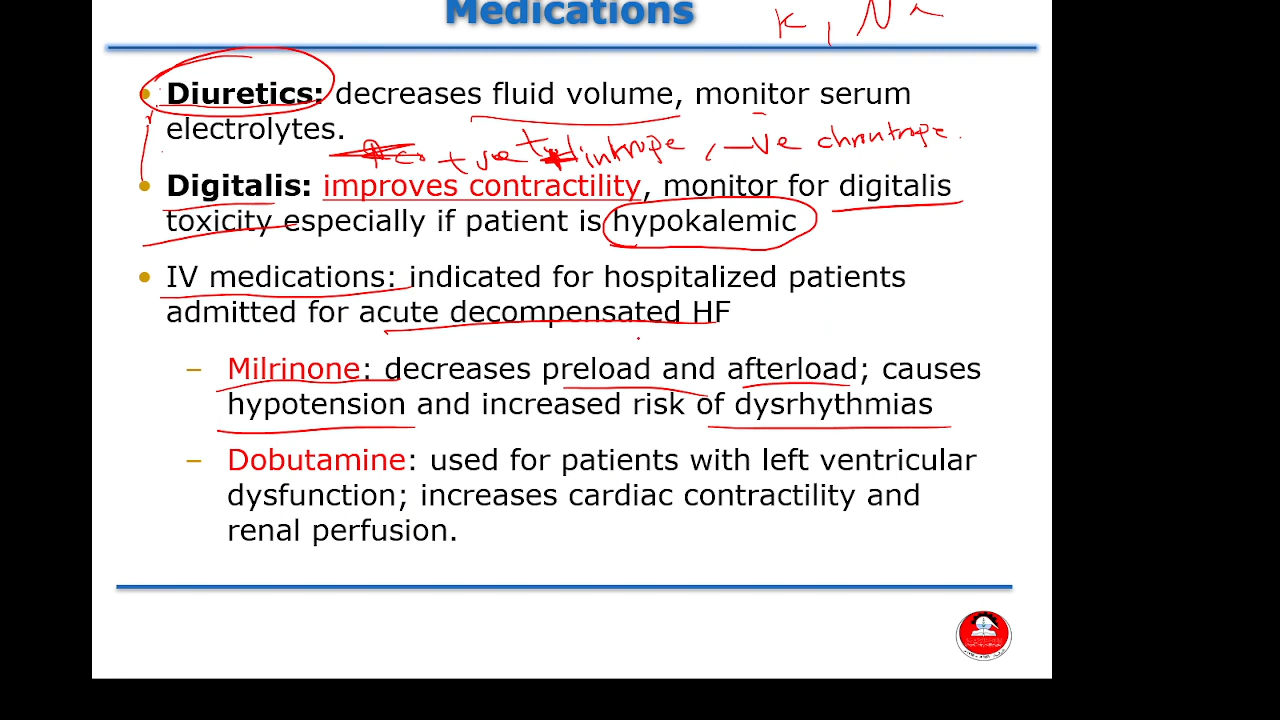 Medications
K, Na
• Diuretics: decreases fluid volume, monitor serum
electrolytes.
+ve intrope, -ve chrontrope.
• Digitalis: improves contractility, monitor for digitalis
toxicity especially if patient is hypokalemic
• IV medications: indicated for hospitalized patients
admitted for acute decompensated HF
– Milrinone: decreases preload and afterload; causes
hypotension and increased risk of dysrhythmias
– Dobutamine: used for patients with left ventricular
dysfunction; increases cardiac contractility and
renal perfusion.